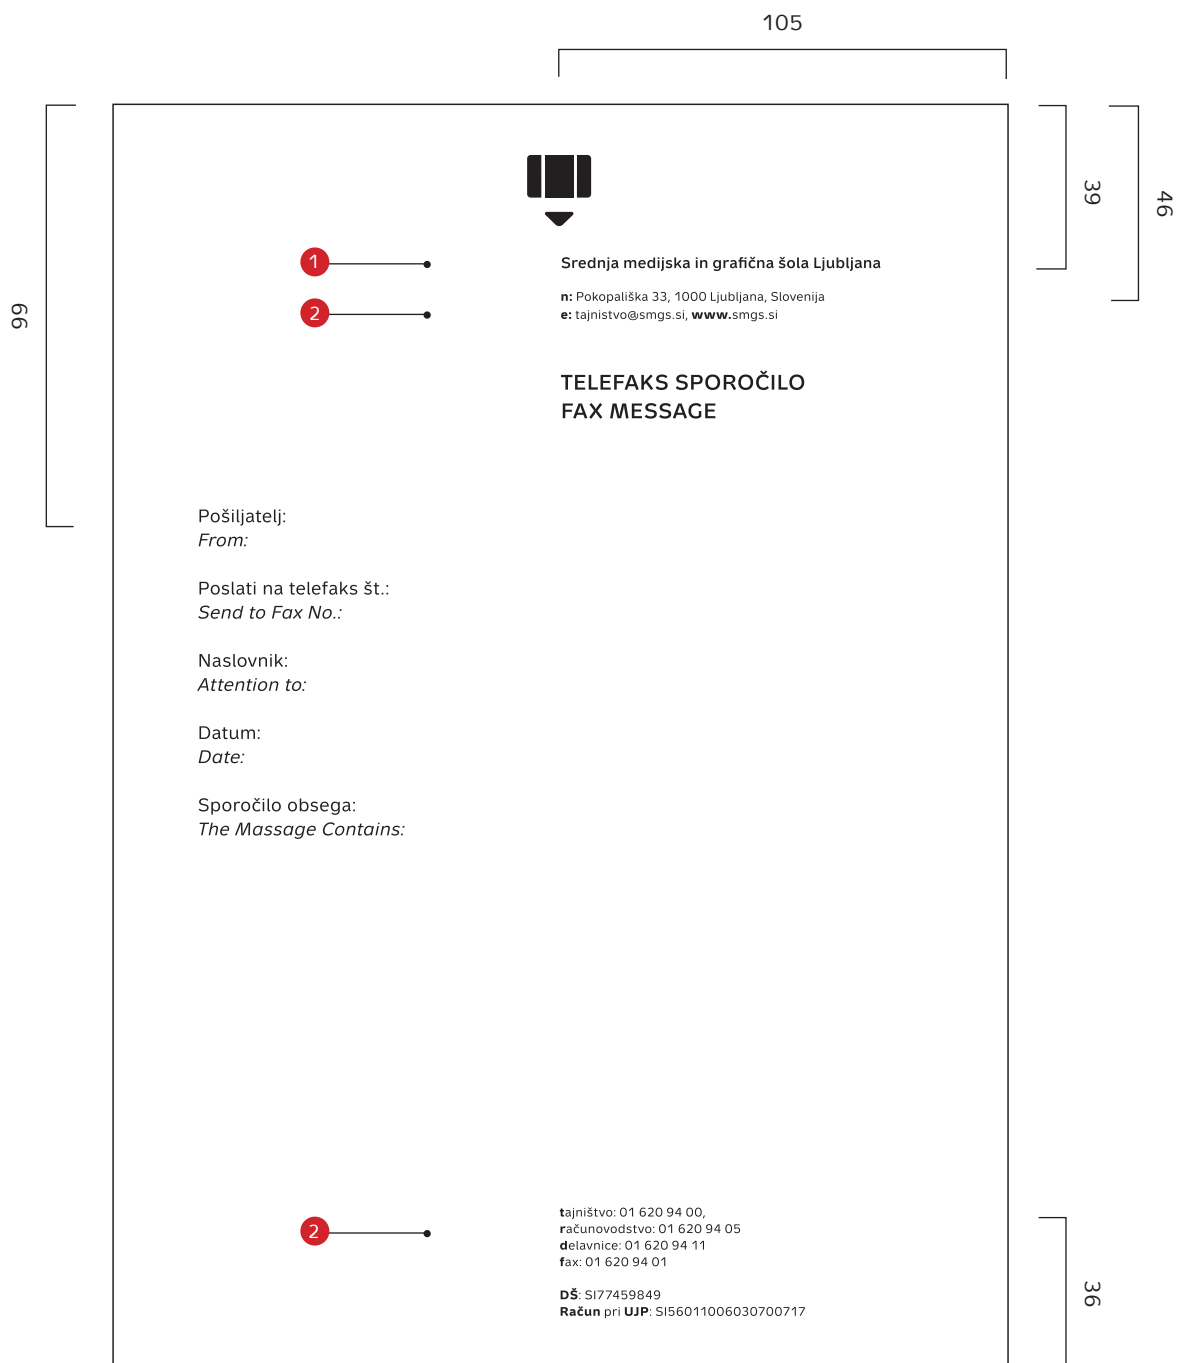 105
39
46
66
1
Srednja medijska in grafična šola Ljubljana
2
n: Pokopališka 33, 1000 Ljubljana, Slovenija
e: tajnistvo@smgs.si, www.smgs.si
TELEFAKS SPOROČILO
FAX MESSAGE
Pošiljatelj:
From:
Poslati na telefaks št.:
Send to Fax No.:
Naslovnik:
Attention to:
Datum:
Date:
Sporočilo obsega:
The Massage Contains:
2
tajništvo: 01 620 94 00,
računovodstvo: 01 620 94 05
delavnice: 01 620 94 11
fax: 01 620 94 01
DŠ: SI77459849
Račun pri UJP: SI56011006030700717
36